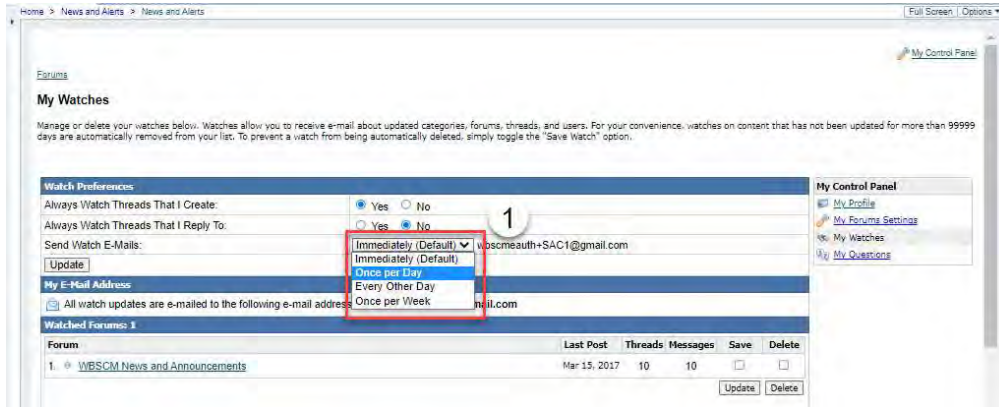 Home > News and Alerts > News and Alerts
Full Screen Options
My Control Panel
Forums
My Watches
Manage or delete your watches below. Watches allow you to receive e-mail about updated categories, forums, threads, and users. For your convenience, watches on content that has not been updated for more than 99999
days are automatically removed from your list. To prevent a watch from being automatically deleted, simply toggle the "Save Watch" option.
Watch Preferences
Always Watch Threads That I Create: Yes No
Always Watch Threads That I Reply To: Yes No
1
Send Watch E-Mails: Immediately (Default) wbscmeauth+SAC1@gmail.com
Immediately (Default)
Once per Day
Every Other Day
Once per Week
Update
My E-Mail Address
All watch updates are e-mailed to the following e-mail address mail.com
Watched Forums: 1
Forum Last Post Threads Messages Save Delete
1. WBSCM News and Announcements Mar 15, 2017 10 10
Update Delete
My Control Panel
My Profile
My Forums Settings
My Watches
My Questions